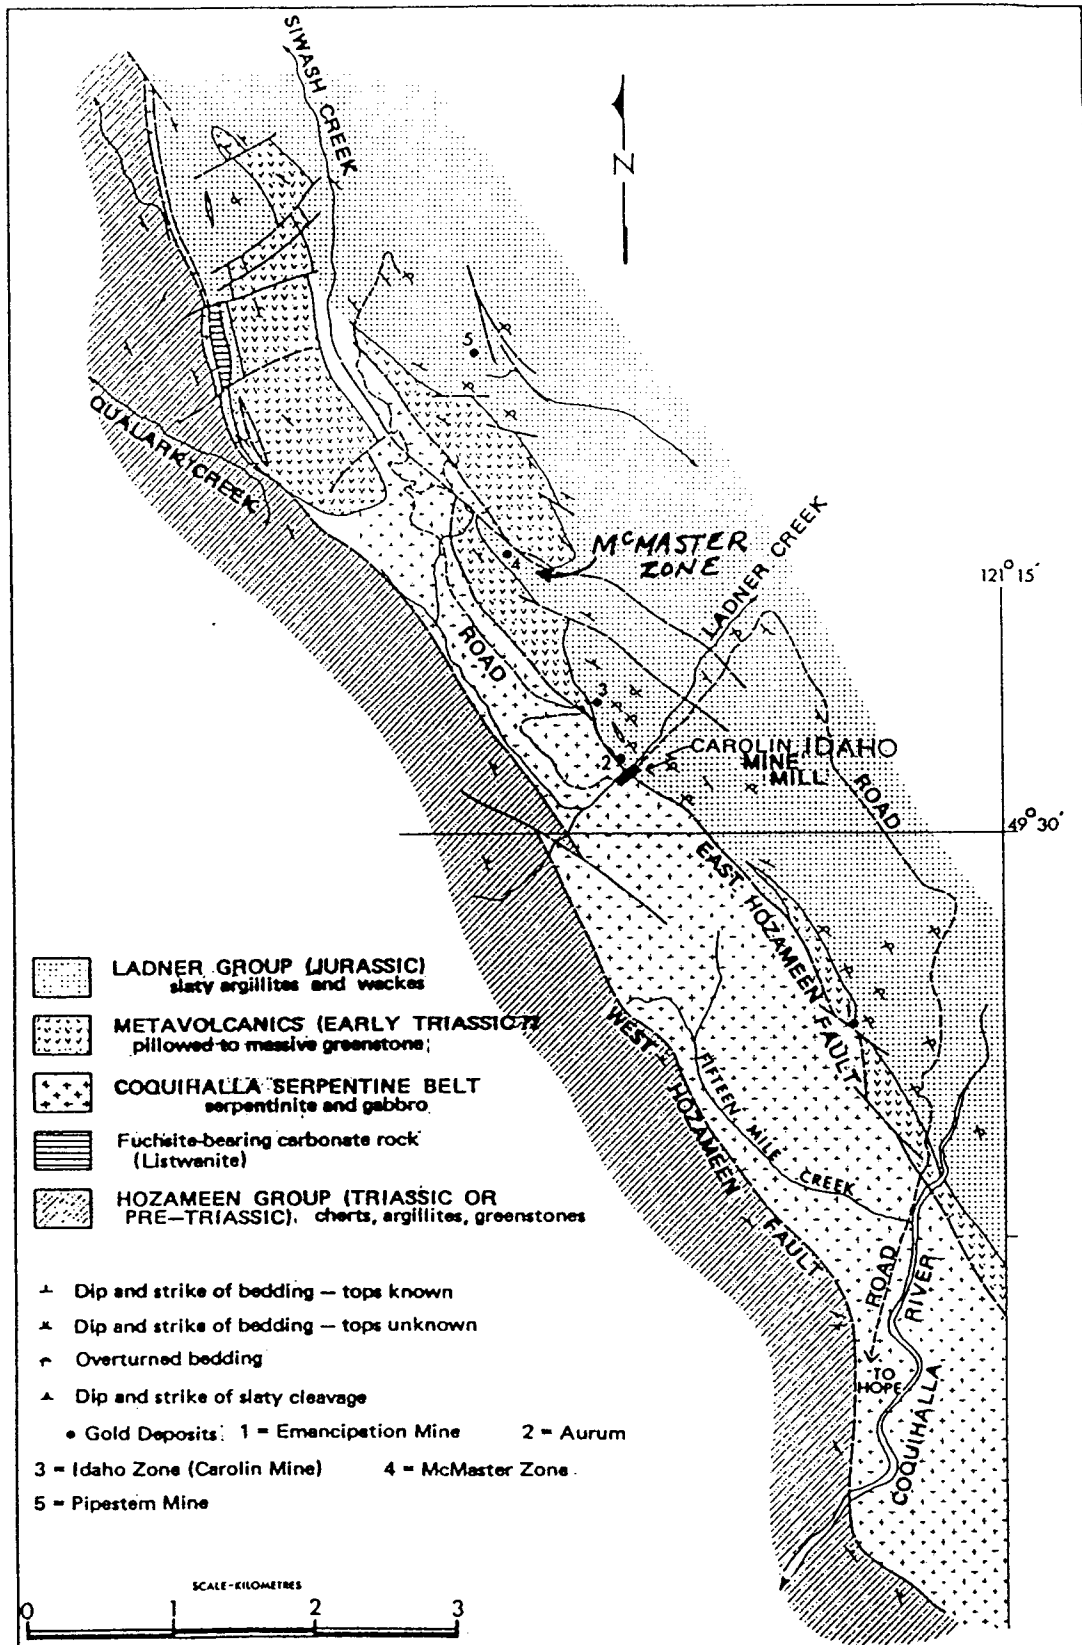 SIWASH CREEK
N
5
QUALARK CREEK
4
McMASTER
ZONE
LADNER CREEK
121° 15'
ROAD
3
CAROLIN IDAHO
MINE
MILL
2
ROAD
49° 30'
EAST HOZAMEEN FAULT
WEST HOZAMEEN FAULT
FIFTEEN MILE CREEK
ROAD
RIVER
TO
HOPE
COQUIHALLA
LADNER GROUP (JURASSIC)
slaty argillites and wackes
METAVOLCANICS (EARLY TRIASSIC?)
pillowed to massive greenstone;
COQUIHALLA SERPENTINE BELT
serpentinite and gabbro
Fuchsite-bearing carbonate rock
(Listwanite)
HOZAMEEN GROUP (TRIASSIC OR
PRE-TRIASSIC). cherts, argillites, greenstones
Dip and strike of bedding – tops known
Dip and strike of bedding – tops unknown
Overturned bedding
Dip and strike of slaty cleavage
• Gold Deposits: 1 = Emancipation Mine 2 = Aurum
3 = Idaho Zone (Carolin Mine) 4 = McMaster Zone
5 = Pipestem Mine
SCALE-KILOMETRES
0 1 2 3